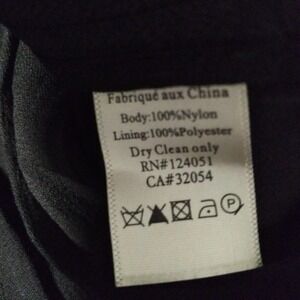 Fabriqué aux China
Body:100%Nylon
Lining:100%Polyester
Dry Clean only
RN#124051
CA#32054
P